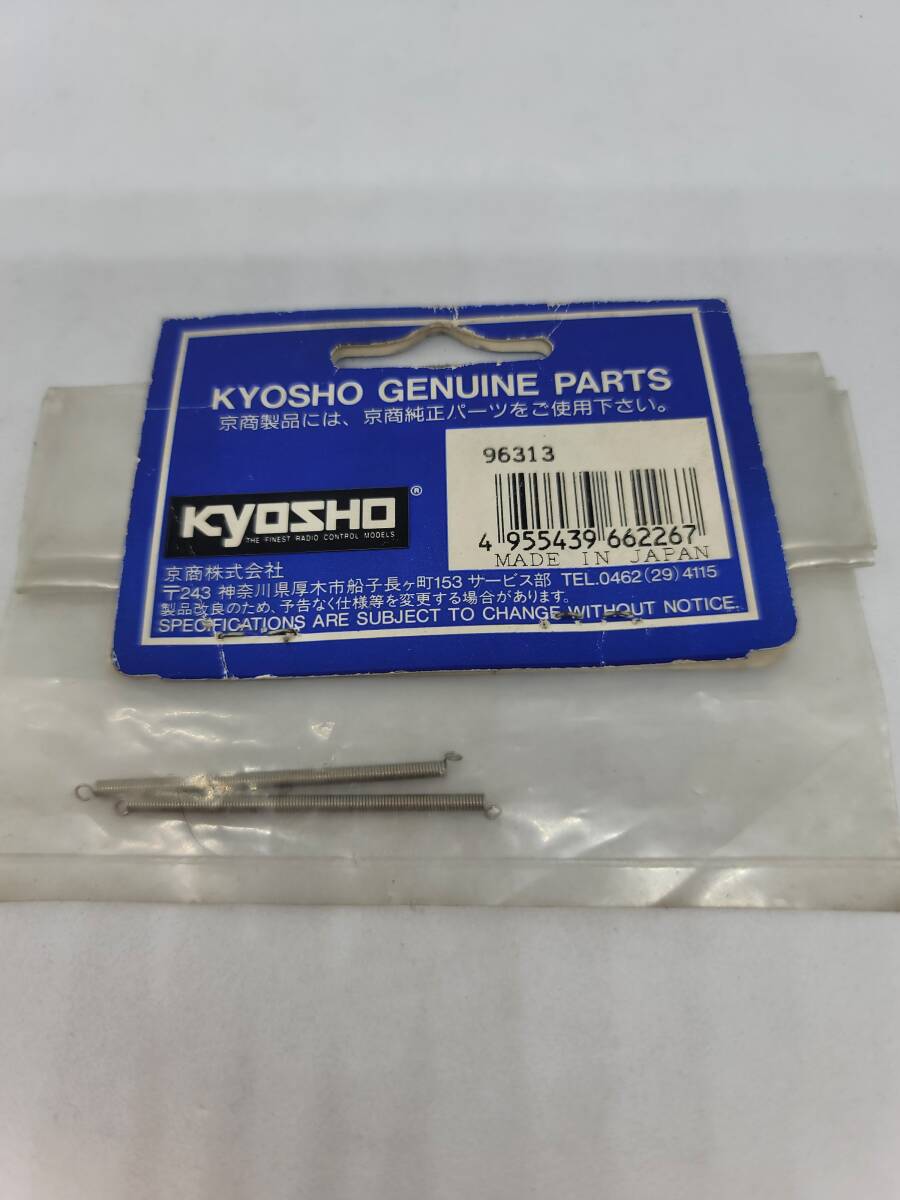 KYOSHO GENUINE PARTS
京商製品には、京商純正パーツをご使用下さい。
96313
4 955439 662267
MADE IN JAPAN
KYOSHO ®
THE FINEST RADIO CONTROL MODELS
京商株式会社
〒243 神奈川県厚木市船子長ヶ町153 サービス部 TEL.0462(29)4115
製品改良のため、予告なく仕様等を変更する場合があります。
SPECIFICATIONS ARE SUBJECT TO CHANGE WITHOUT NOTICE.